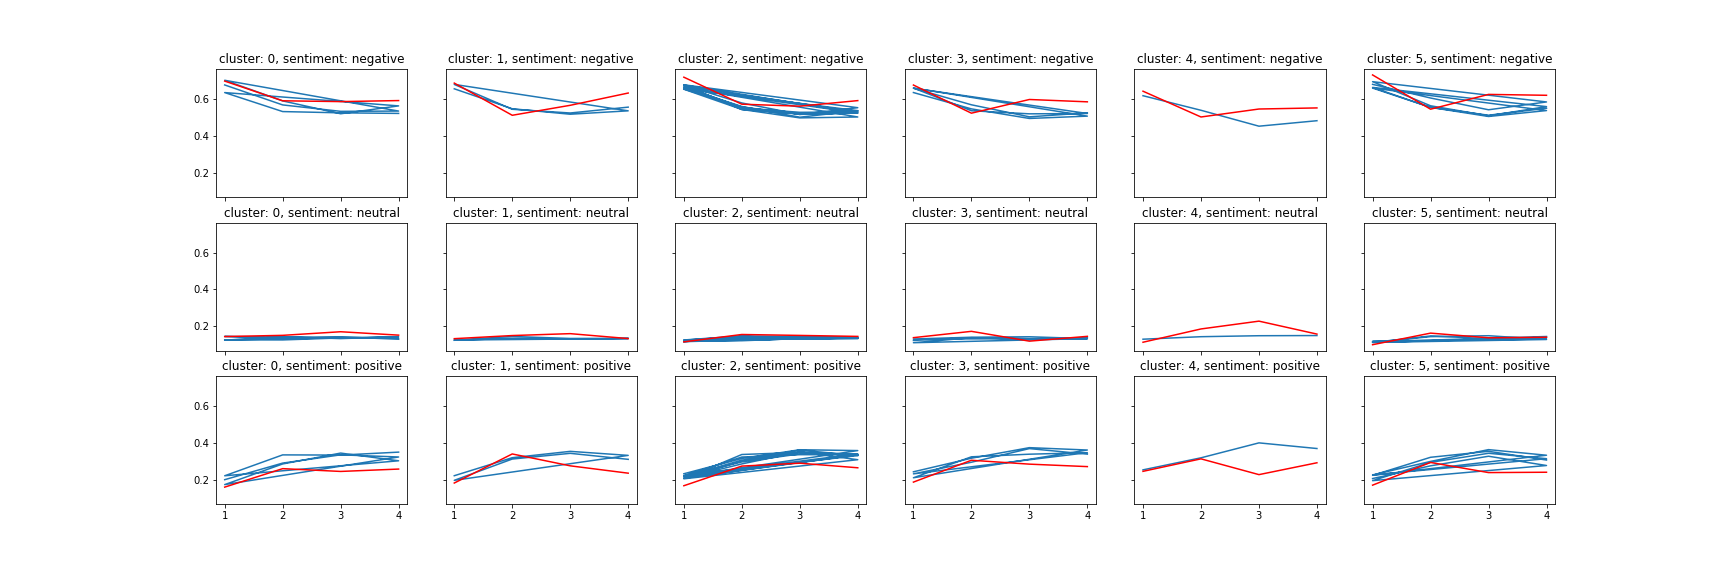 cluster: 0, sentiment: negative
cluster: 1, sentiment: negative
cluster: 2, sentiment: negative
cluster: 3, sentiment: negative
cluster: 4, sentiment: negative
cluster: 5, sentiment: negative
0.6
0.4
0.2
cluster: 0, sentiment: neutral
cluster: 1, sentiment: neutral
cluster: 2, sentiment: neutral
cluster: 3, sentiment: neutral
cluster: 4, sentiment: neutral
cluster: 5, sentiment: neutral
0.6
0.4
0.2
cluster: 0, sentiment: positive
cluster: 1, sentiment: positive
cluster: 2, sentiment: positive
cluster: 3, sentiment: positive
cluster: 4, sentiment: positive
cluster: 5, sentiment: positive
0.6
0.4
0.2
1 2 3 4
1 2 3 4
1 2 3 4
1 2 3 4
1 2 3 4
1 2 3 4